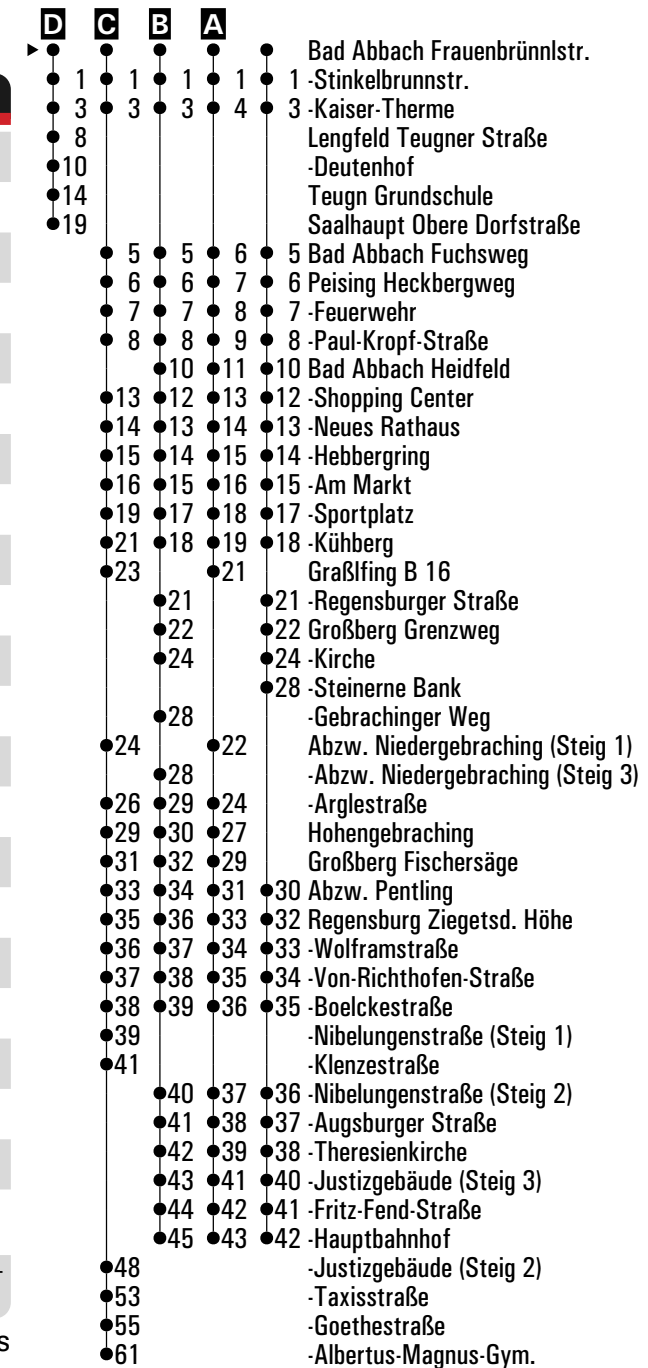 D C B A
Bad Abbach Frauenbrünnlstr.
1 1 1 1 1 -Stinkelbrunnstr.
3 3 3 4 3 -Kaiser-Therme
8 Lengfeld Teugner Straße
10 -Deutenhof
14 Teugn Grundschule
19 Saalhaupt Obere Dorfstraße
5 5 6 5 Bad Abbach Fuchsweg
6 6 7 6 Peising Heckbergweg
7 7 8 7 -Feuerwehr
8 8 9 8 -Paul-Kropf-Straße
10 11 10 Bad Abbach Heidfeld
13 12 13 12 -Shopping Center
14 13 14 13 -Neues Rathaus
15 14 15 14 -Hebbergring
16 15 16 15 -Am Markt
19 17 18 17 -Sportplatz
21 18 19 18 -Kühberg
23 21 Graßlfing B 16
21 21 -Regensburger Straße
22 22 Großberg Grenzweg
24 24 -Kirche
28 -Steinerne Bank
28 -Gebrachinger Weg
24 22 Abzw. Niedergebraching (Steig 1)
28 -Abzw. Niedergebraching (Steig 3)
26 29 24 -Arglestraße
29 30 27 Hohengebraching
31 32 29 Großberg Fischersäge
33 34 31 30 Abzw. Pentling
35 36 33 32 Regensburg Ziegetsd. Höhe
36 37 34 33 -Wolframstraße
37 38 35 34 -Von-Richthofen-Straße
38 39 36 35 -Boelckestraße
39 -Nibelungenstraße (Steig 1)
41 -Klenzestraße
40 37 36 -Nibelungenstraße (Steig 2)
41 38 37 -Augsburger Straße
42 39 38 -Theresienkirche
43 41 40 -Justizgebäude (Steig 3)
44 42 41 -Fritz-Fend-Straße
45 43 42 -Hauptbahnhof
48 -Justizgebäude (Steig 2)
53 -Taxisstraße
55 -Goethestraße
s
61 -Albertus-Magnus-Gym.